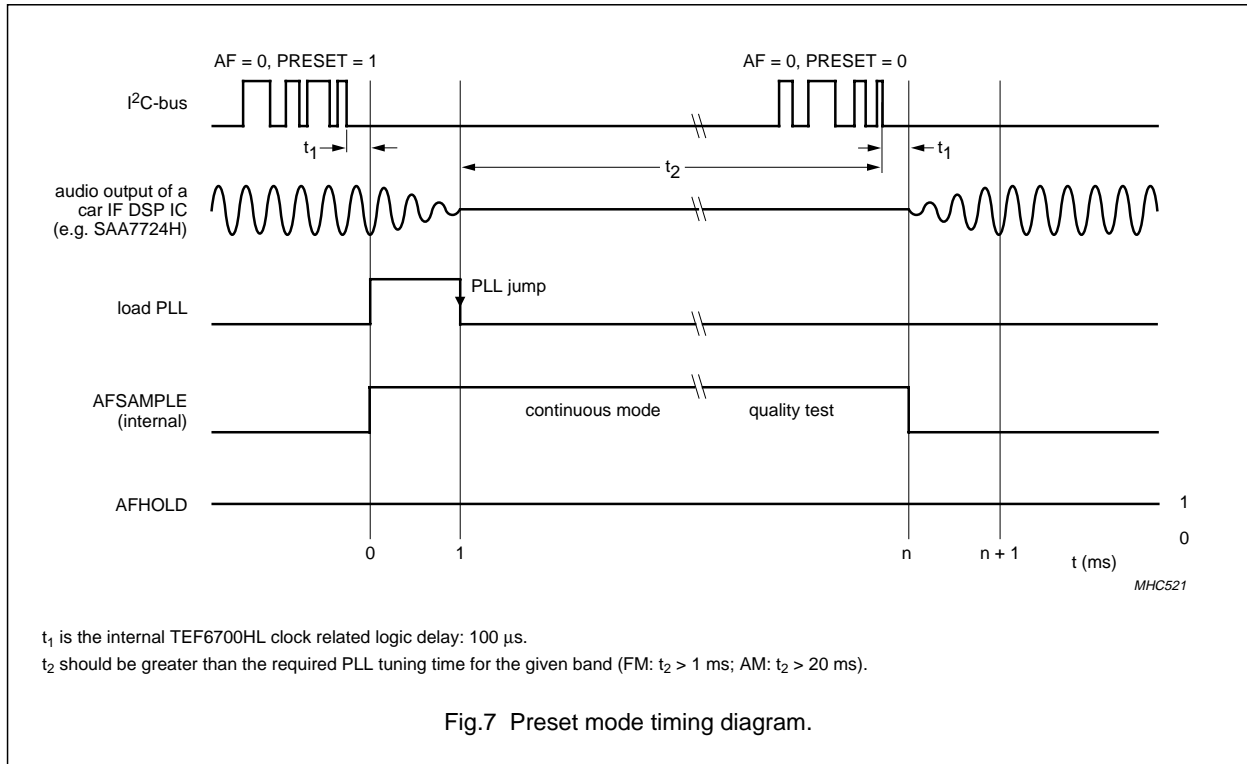 AF = 0, PRESET = 1
AF = 0, PRESET = 0
I²C-bus
t₁
t₂
t₁
audio output of a
car IF DSP IC
(e.g. SAA7724H)
load PLL
PLL jump
AFSAMPLE
(internal)
continuous mode
quality test
AFHOLD
1
0
0
1
n
n + 1
t (ms)
MHC521
t₁ is the internal TEF6700HL clock related logic delay: 100 μs.
t₂ should be greater than the required PLL tuning time for the given band (FM: t₂ > 1 ms; AM: t₂ > 20 ms).
Fig.7 Preset mode timing diagram.